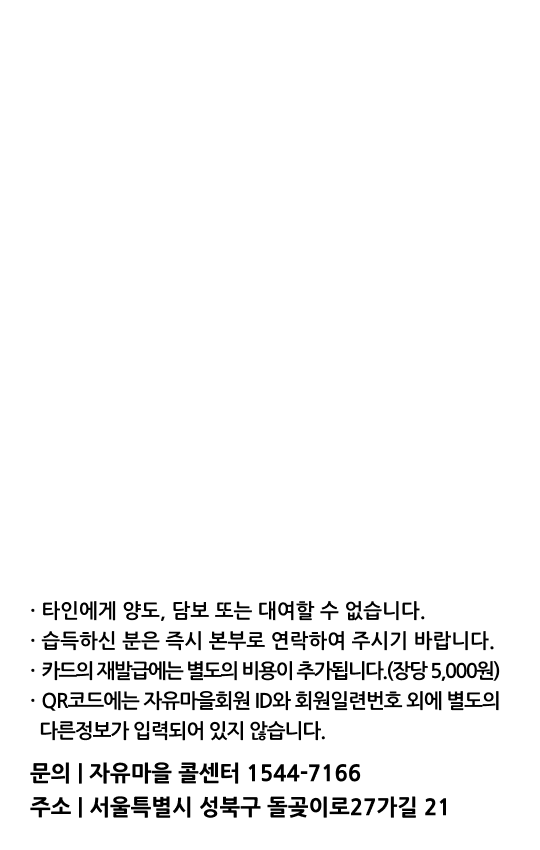 · 타인에게 양도, 담보 또는 대여할 수 없습니다.
· 습득하신 분은 즉시 본부로 연락하여 주시기 바랍니다.
· 카드의 재발급에는 별도의 비용이 추가됩니다.(장당 5,000원)
· QR코드에는 자유마을회원 ID와 회원일련번호 외에 별도의
다른정보가 입력되어 있지 않습니다.
문의 | 자유마을 콜센터 1544-7166
주소 | 서울특별시 성북구 돌곶이로27가길 21